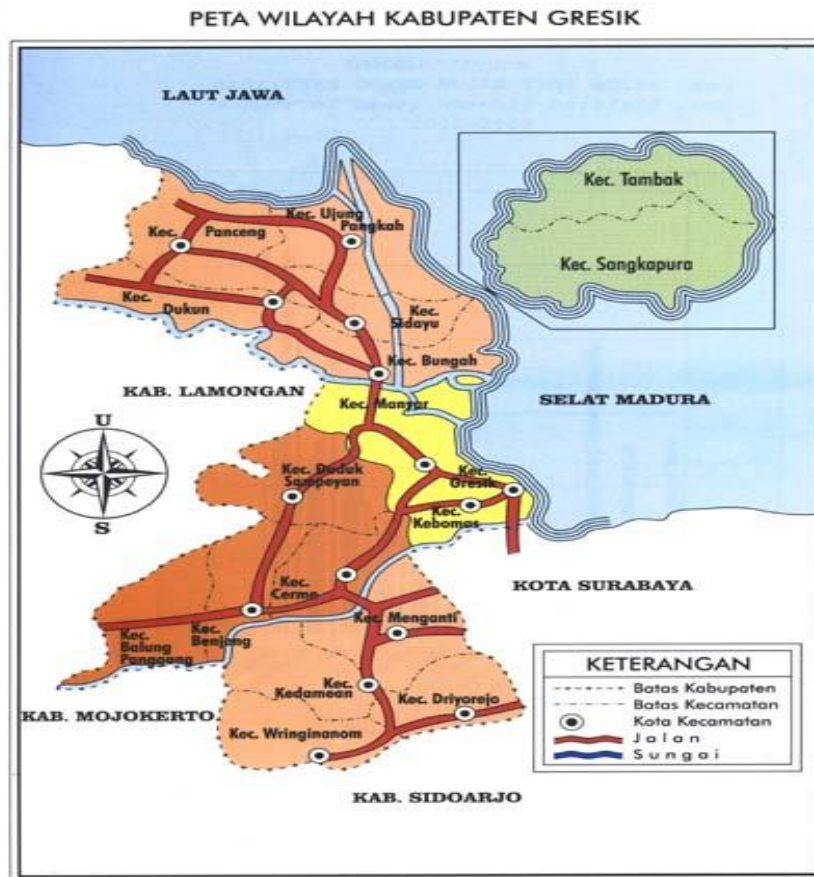 PETA WILAYAH KABUPATEN GRESIK
LAUT JAWA
Kec. Tambak
Kec. Sangkapura
Kec. Ujung
Pangkah
Kec. Panceng
Kec.
Dukun
Kec.
Sidayu
Kec. Bungah
KAB. LAMONGAN
Kec. Manyar
SELAT MADURA
U
S
Kec. Duduk
Sampeyan
Kec.
Gresik
Kec.
Kebomas
KOTA SURABAYA
Kec.
Cerme
Kec. Menganti
Kec.
Balung
Panggang
Kec.
Benjeng
Kec.
Kedamean
Kec. Driyorejo
KAB. MOJOKERTO
Kec. Wringinanom
KAB. SIDOARJO
KETERANGAN
Batas Kabupaten
Batas Kecamatan
Kota Kecamatan
Jalan
Sungai